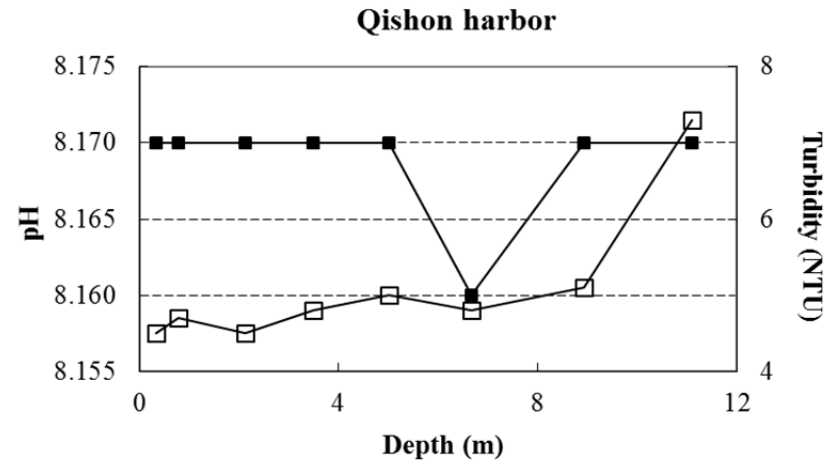 Qishon harbor
8.175
8.170
8.165
8.160
8.155
pH
8
6
4
Turbidity (NTU)
0 4 8 12
Depth (m)